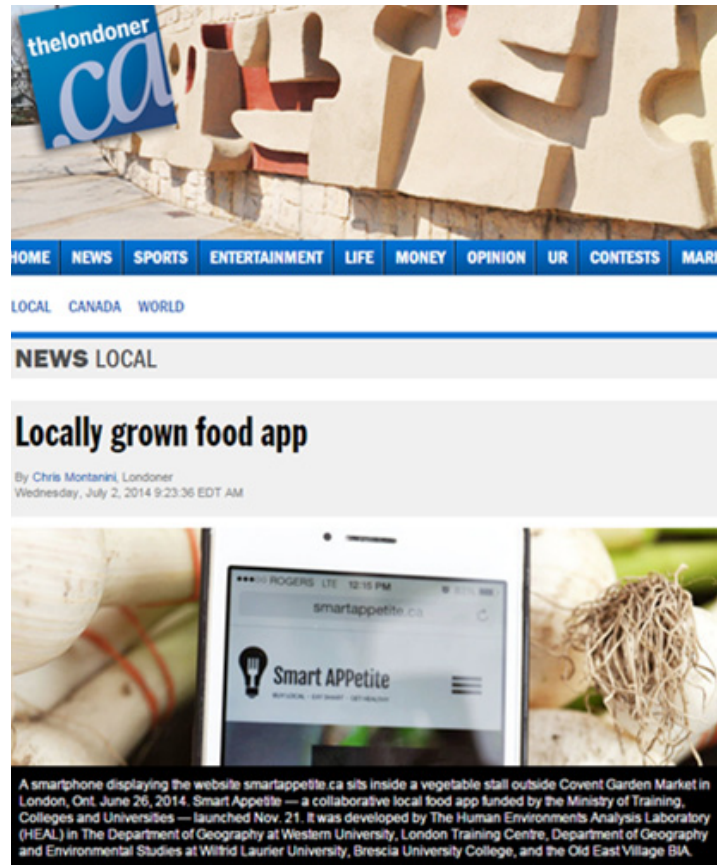 thelondoner
.ca
HOME NEWS SPORTS ENTERTAINMENT LIFE MONEY OPINION UR CONTESTS MARK
LOCAL CANADA WORLD
NEWS LOCAL
Locally grown food app
By Chris Montanini, Londoner
Wednesday, July 2, 2014 9:23:36 EDT AM
ROGERS LTE 12:15 PM
smartappetite.ca
Smart APPetite
BUY LOCAL - EAT SMART - GET HEALTHY
A smartphone displaying the website smartappetite.ca sits inside a vegetable stall outside Covent Garden Market in
London, Ont. June 26, 2014. Smart Appetite — a collaborative local food app funded by the Ministry of Training,
Colleges and Universities — launched Nov. 21. It was developed by The Human Environments Analysis Laboratory
(HEAL) in The Department of Geography at Western University, London Training Centre, Department of Geography
and Environmental Studies at Wilfrid Laurier University, Brescia University College, and the Old East Village BIA.